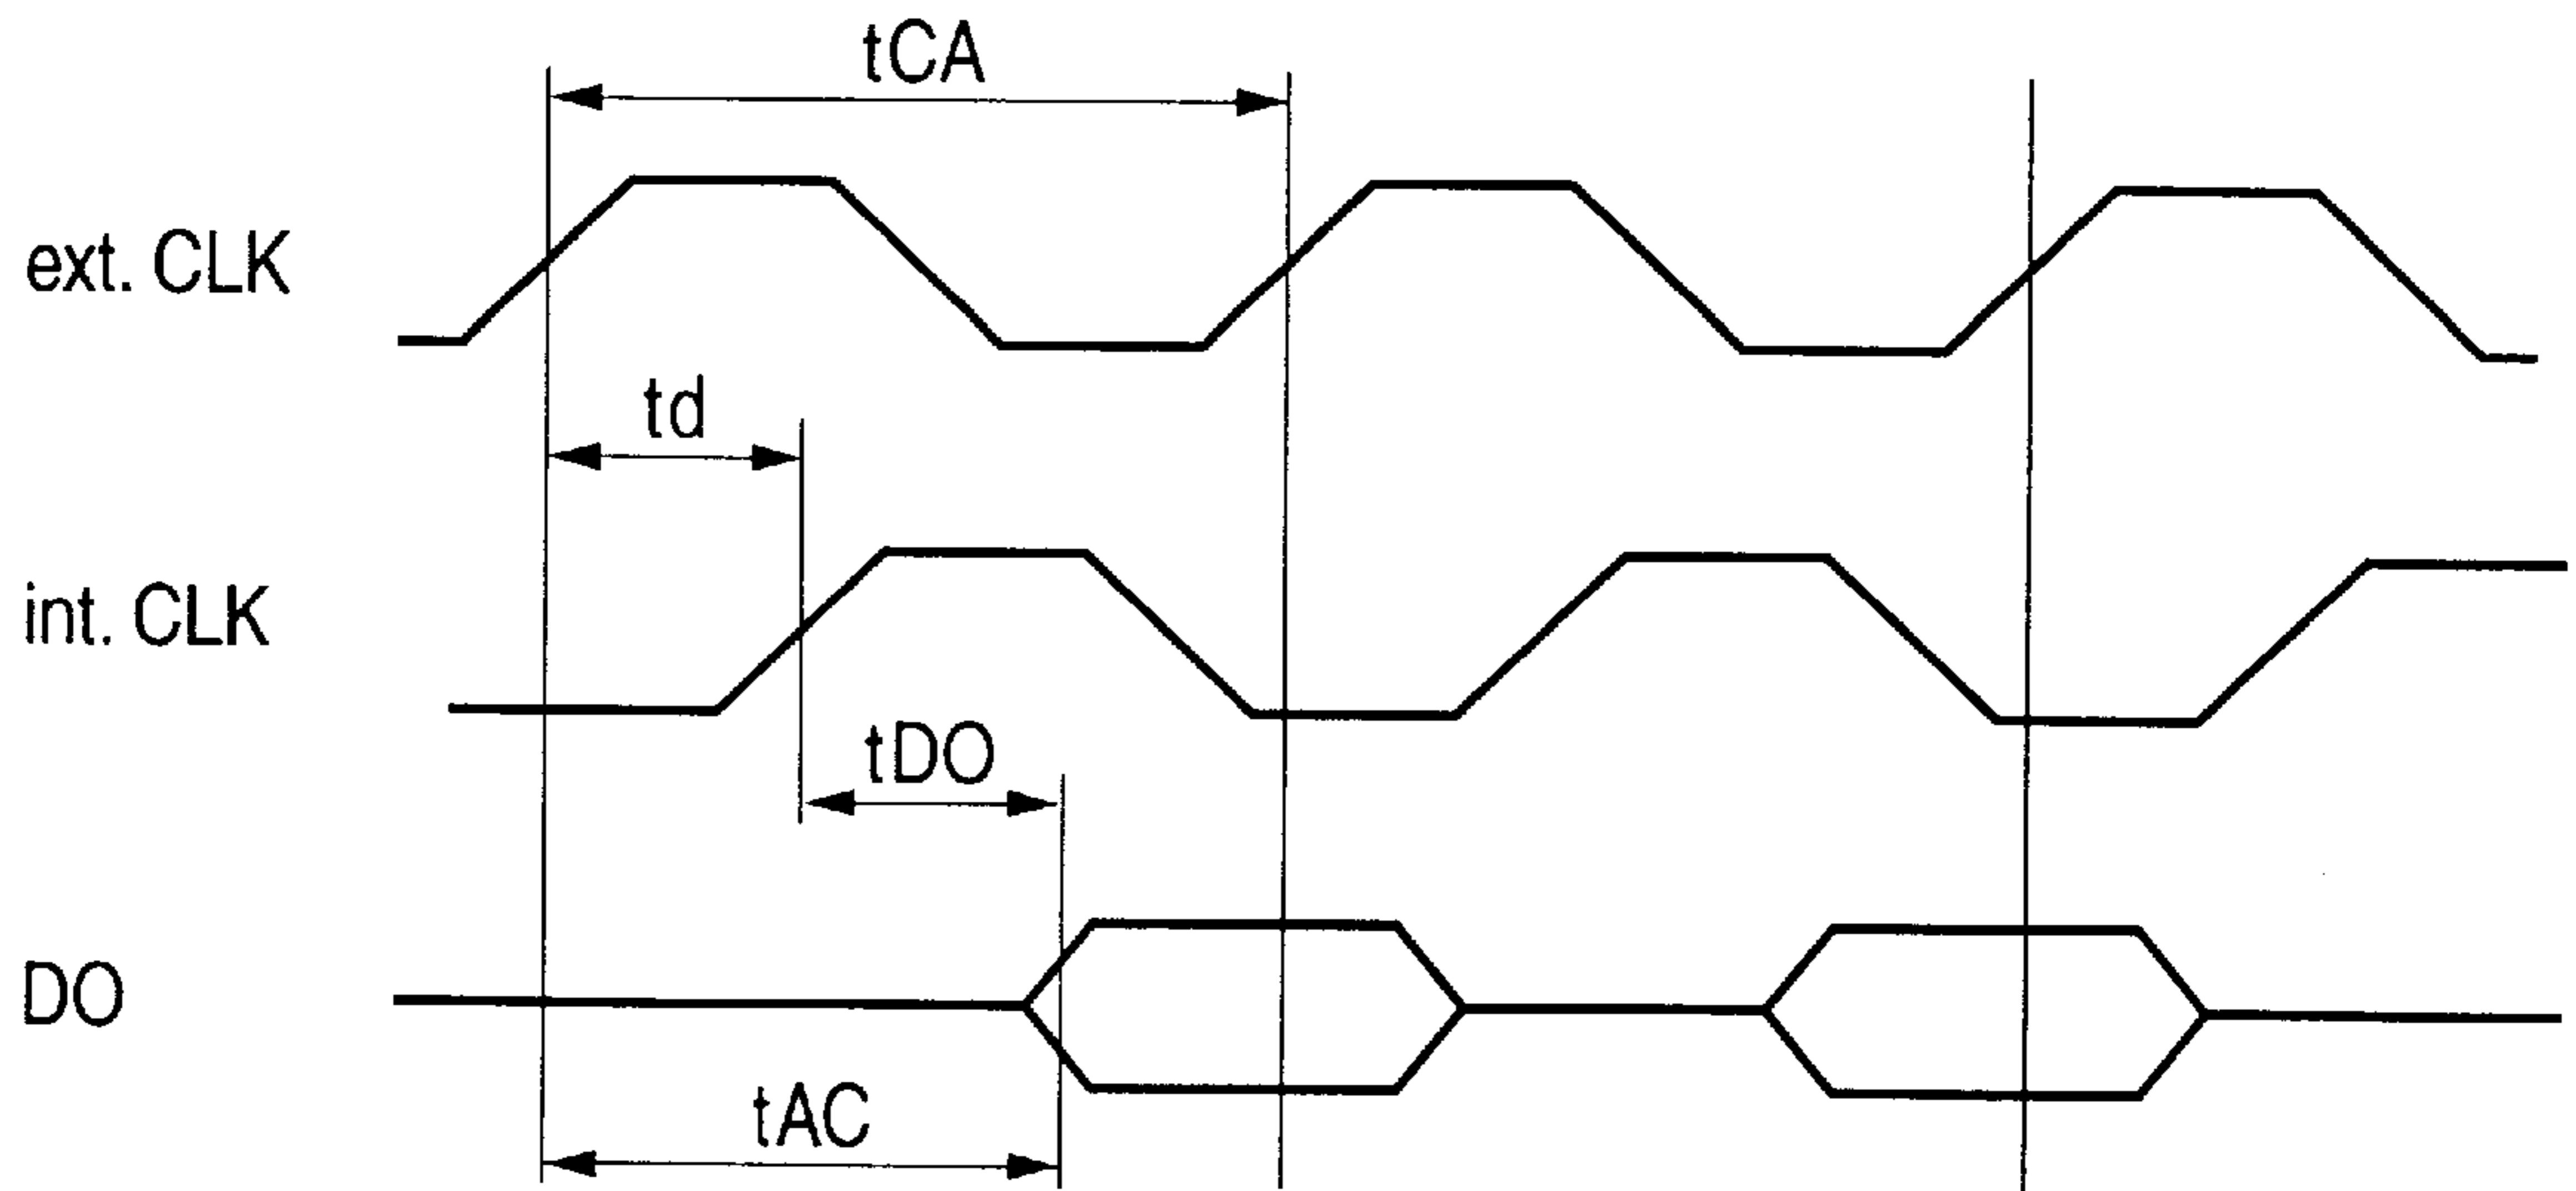 tCA
ext. CLK
td
int. CLK
tDO
DO
tAC